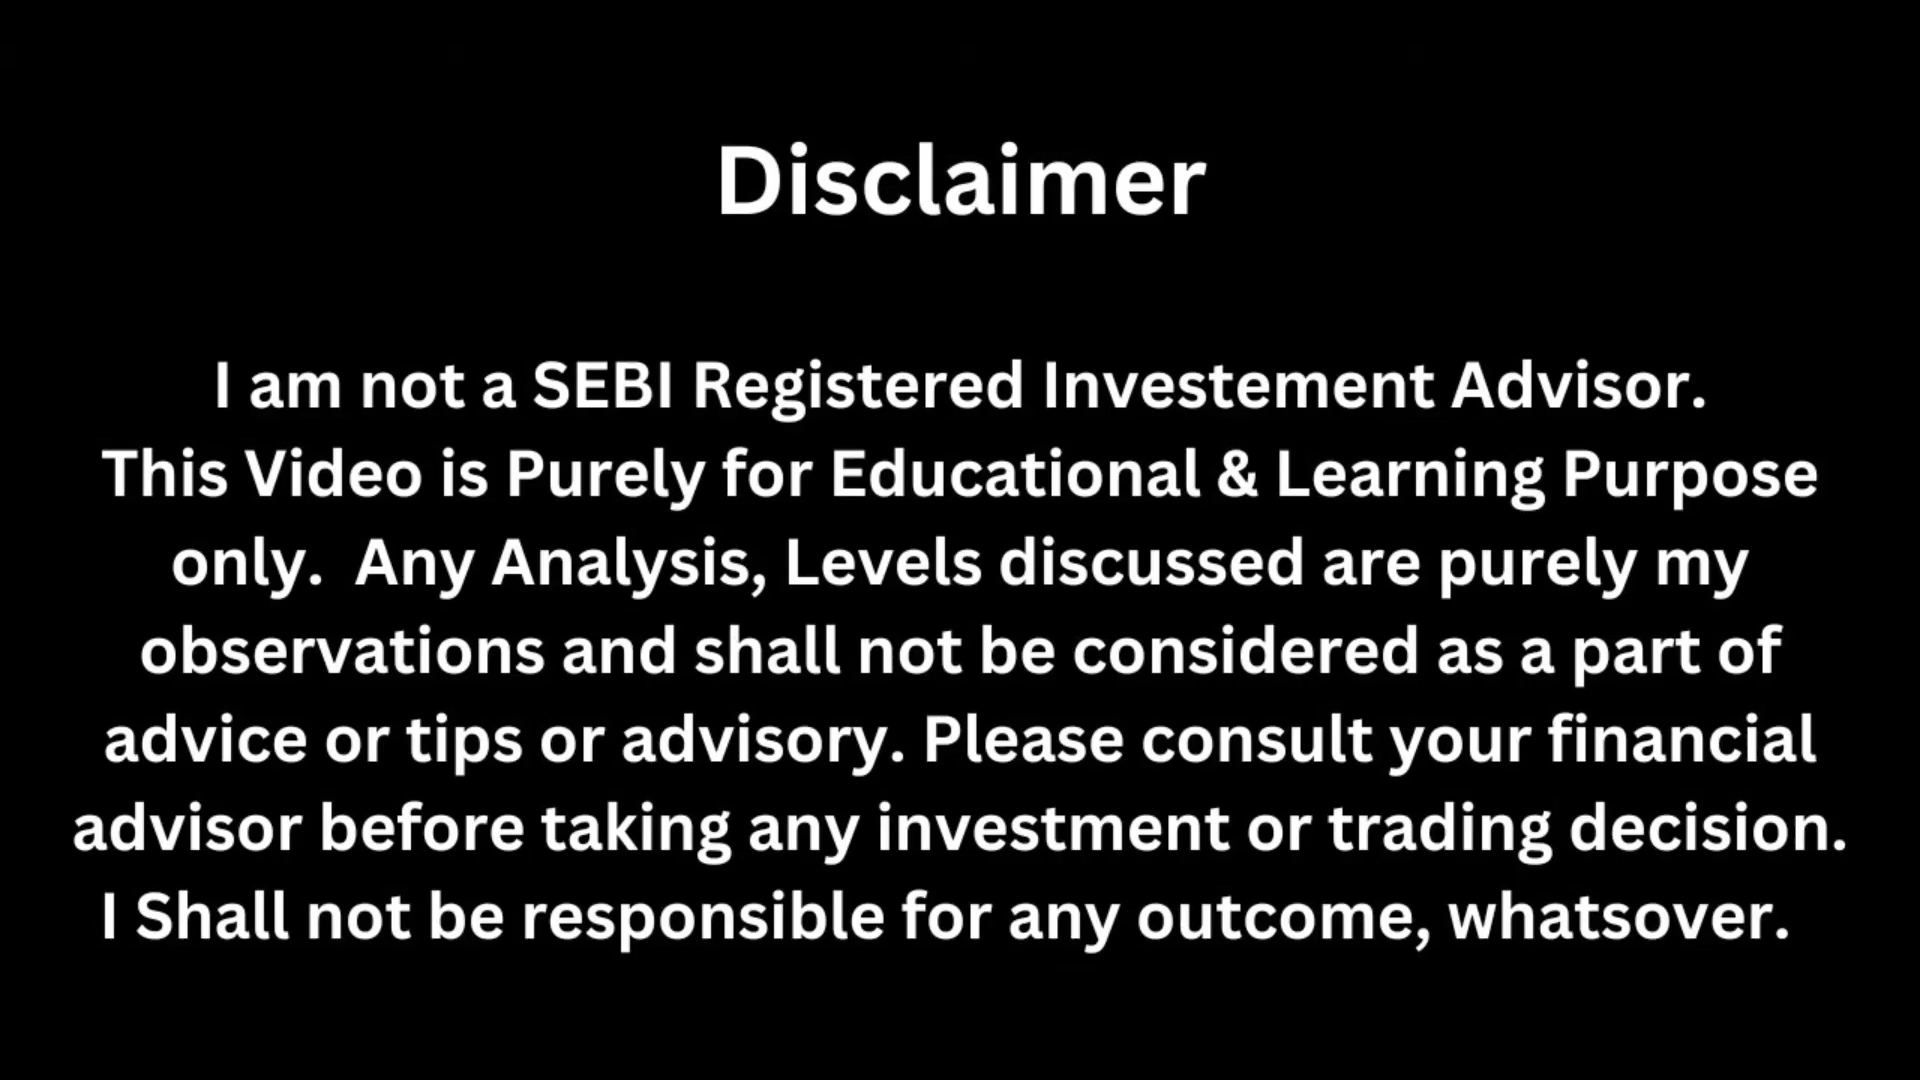 Disclaimer
I am not a SEBI Registered Investement Advisor.
This Video is Purely for Educational & Learning Purpose
only.  Any Analysis, Levels discussed are purely my
observations and shall not be considered as a part of
advice or tips or advisory. Please consult your financial
advisor before taking any investment or trading decision.
I Shall not be responsible for any outcome, whatsover.